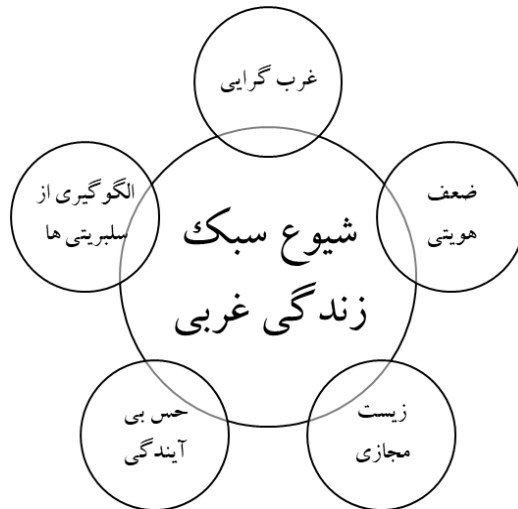 غرب گرایی
ضعف
هویتی
الگوگیری از
سلبریتی ها
شیوع سبک
زندگی غربی
زیست
مجازی
حس بی
آیندگی